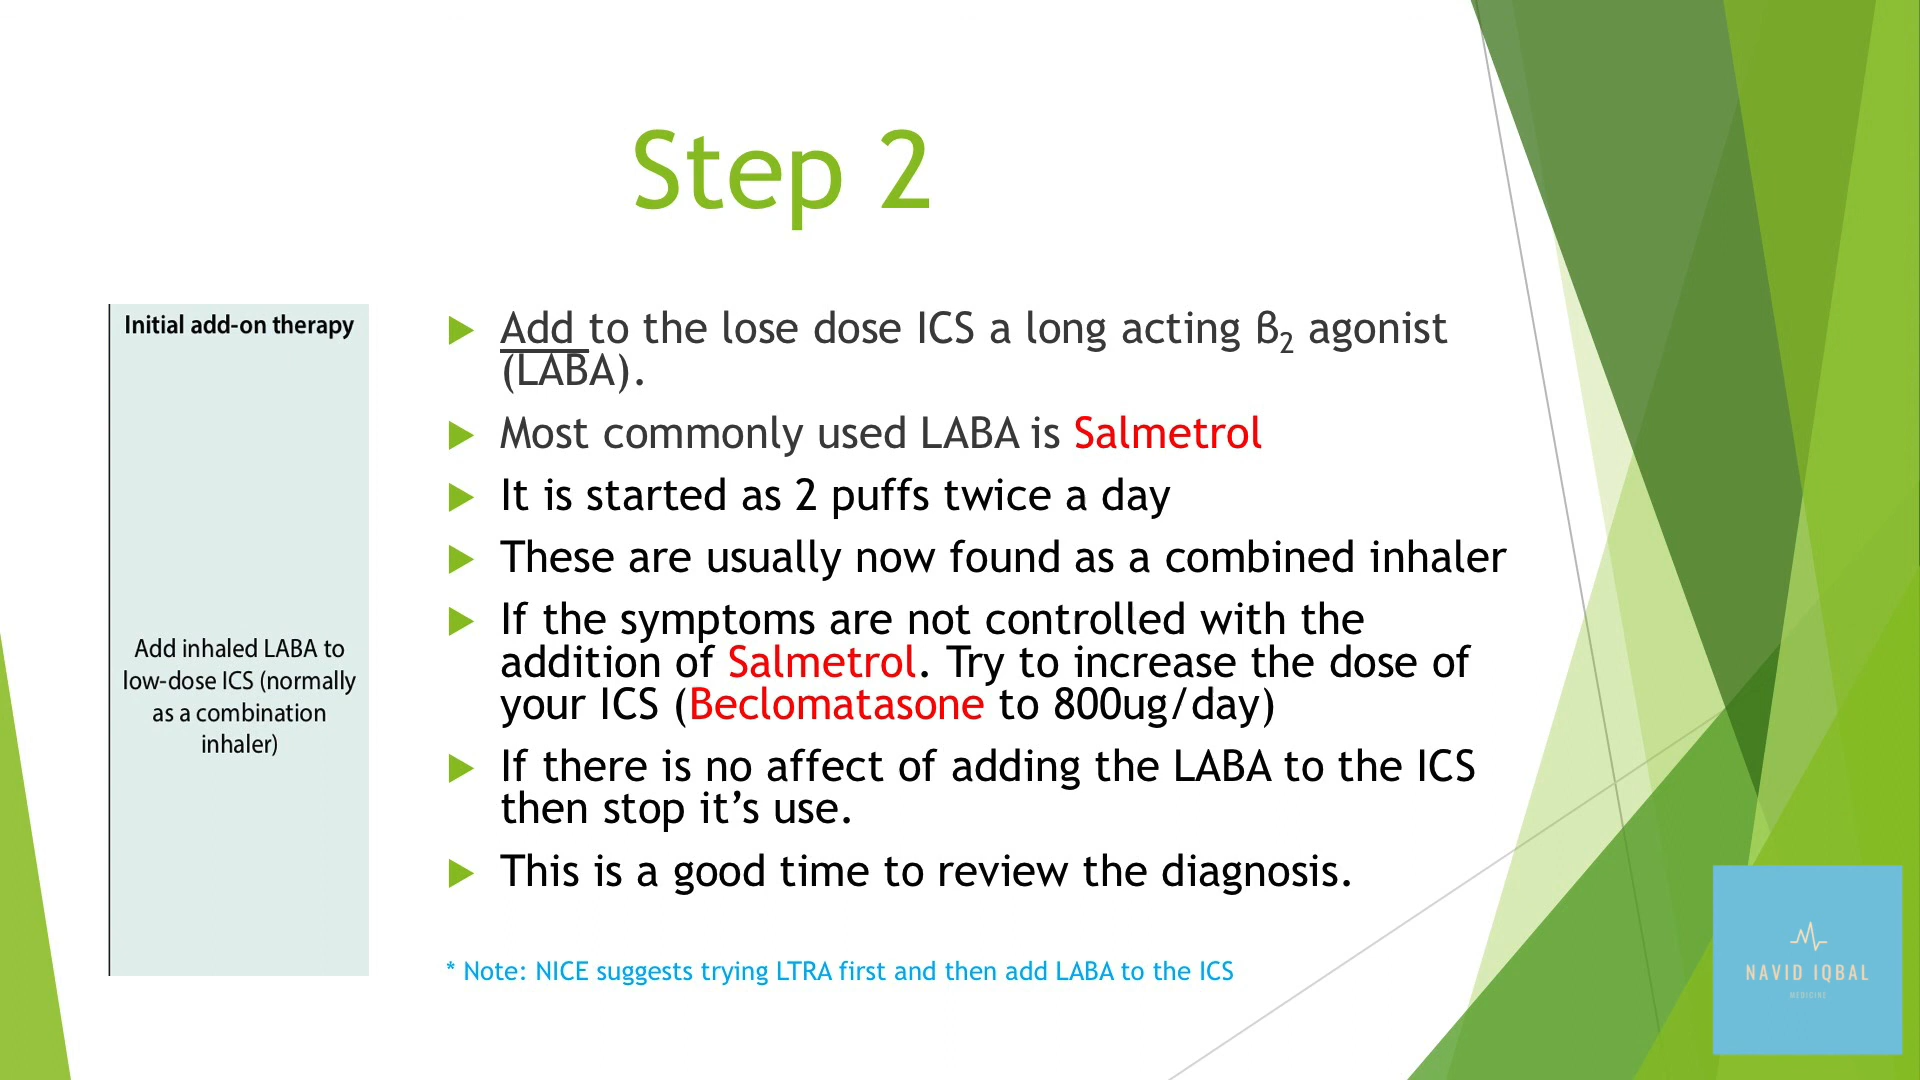 Step 2
Initial add-on therapy
Add inhaled LABA to
low-dose ICS (normally
as a combination
inhaler)
Add to the lose dose ICS a long acting β₂ agonist
(LABA).
Most commonly used LABA is Salmetrol
It is started as 2 puffs twice a day
These are usually now found as a combined inhaler
If the symptoms are not controlled with the
addition of Salmetrol. Try to increase the dose of
your ICS (Beclomatasone to 800ug/day)
If there is no affect of adding the LABA to the ICS
then stop it’s use.
This is a good time to review the diagnosis.
* Note: NICE suggests trying LTRA first and then add LABA to the ICS
NAVID IQBAL
MEDICINE